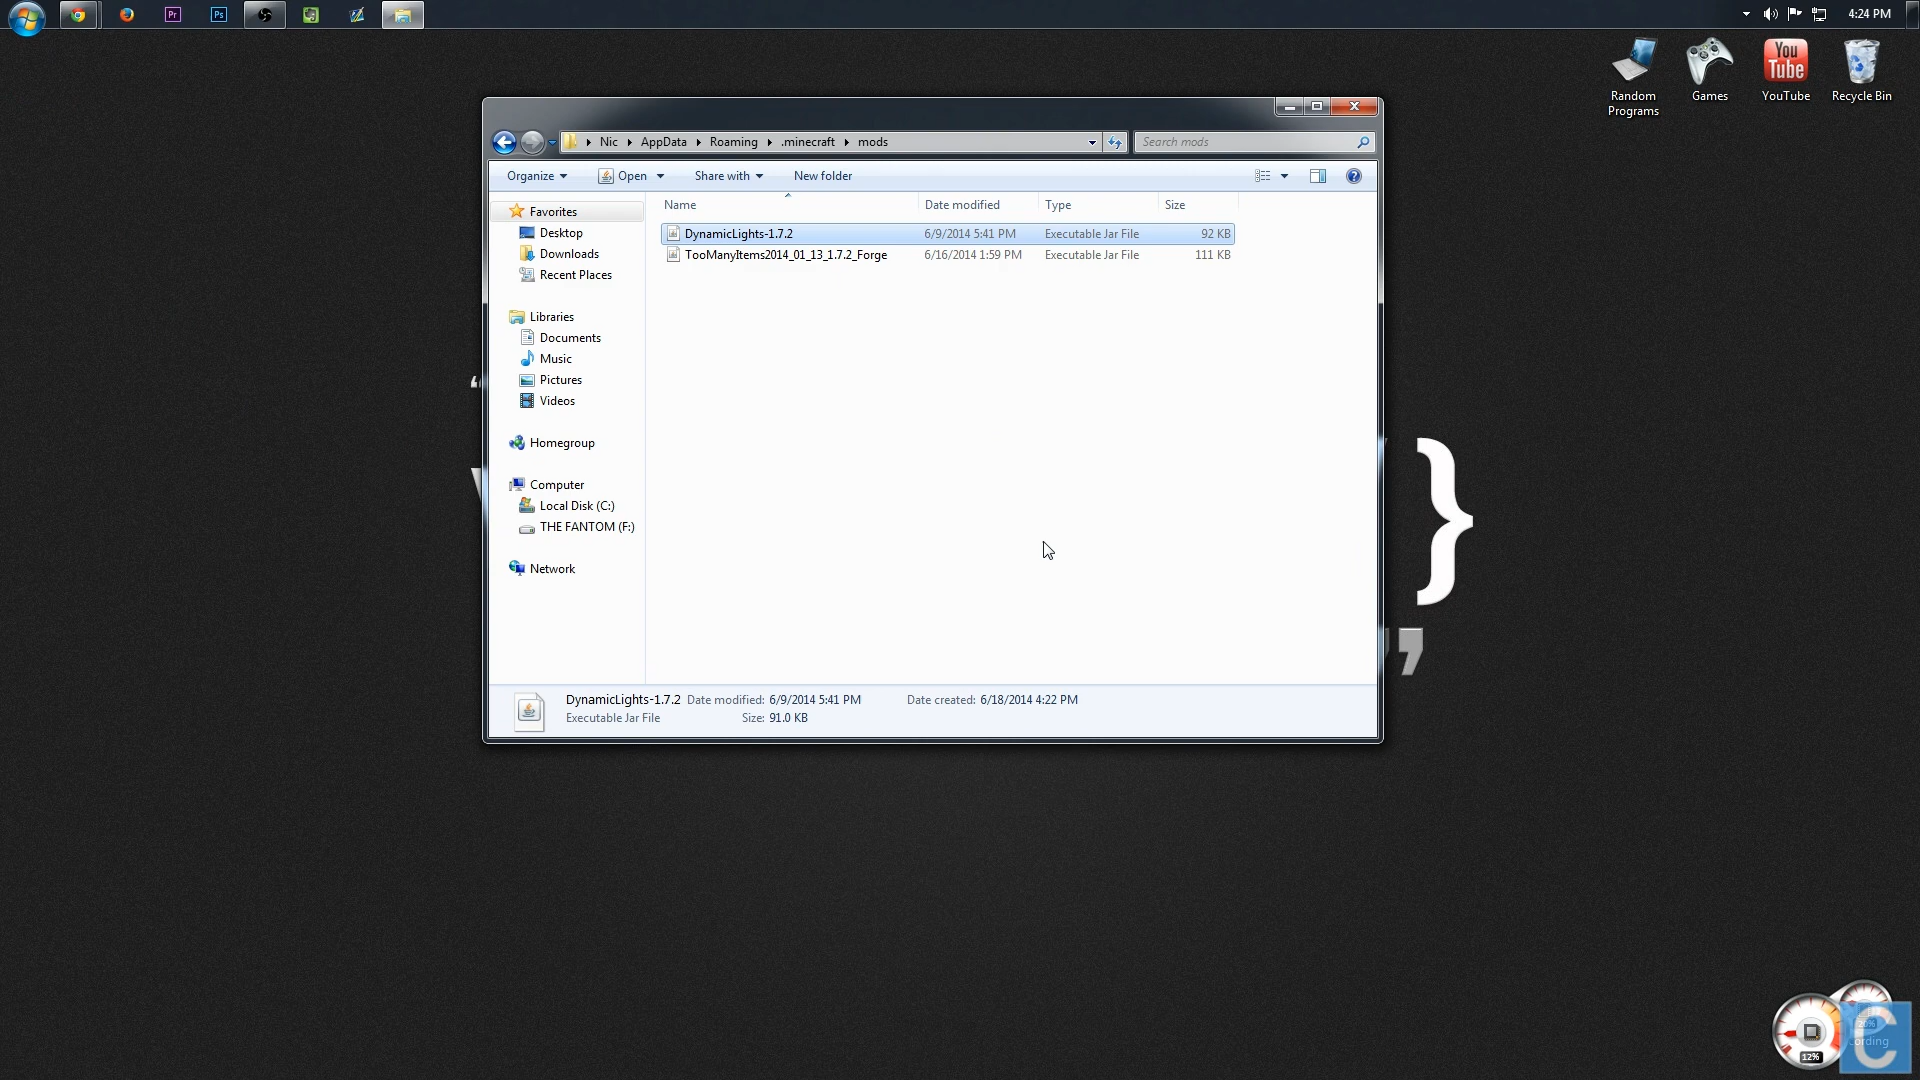 Pr
Ps
4:24 PM
You
Tube
Random
Programs
Games
YouTube
Recycle Bin
Nic
AppData
Roaming
.minecraft
mods
Search mods
Organize
Open
Share with
New folder
Name
Date modified
Type
Size
Favorites
Desktop
Downloads
Recent Places
Libraries
Documents
Music
Pictures
Videos
Homegroup
Computer
Local Disk (C:)
THE FANTOM (F:)
Network
DynamicLights-1.7.2 6/9/2014 5:41 PM Executable Jar File 92 KB
TooManyItems2014_01_13_1.7.2_Forge 6/16/2014 1:59 PM Executable Jar File 111 KB
“
}
”
DynamicLights-1.7.2 Date modified: 6/9/2014 5:41 PM Date created: 6/18/2014 4:22 PM
Executable Jar File Size: 91.0 KB
12%
C